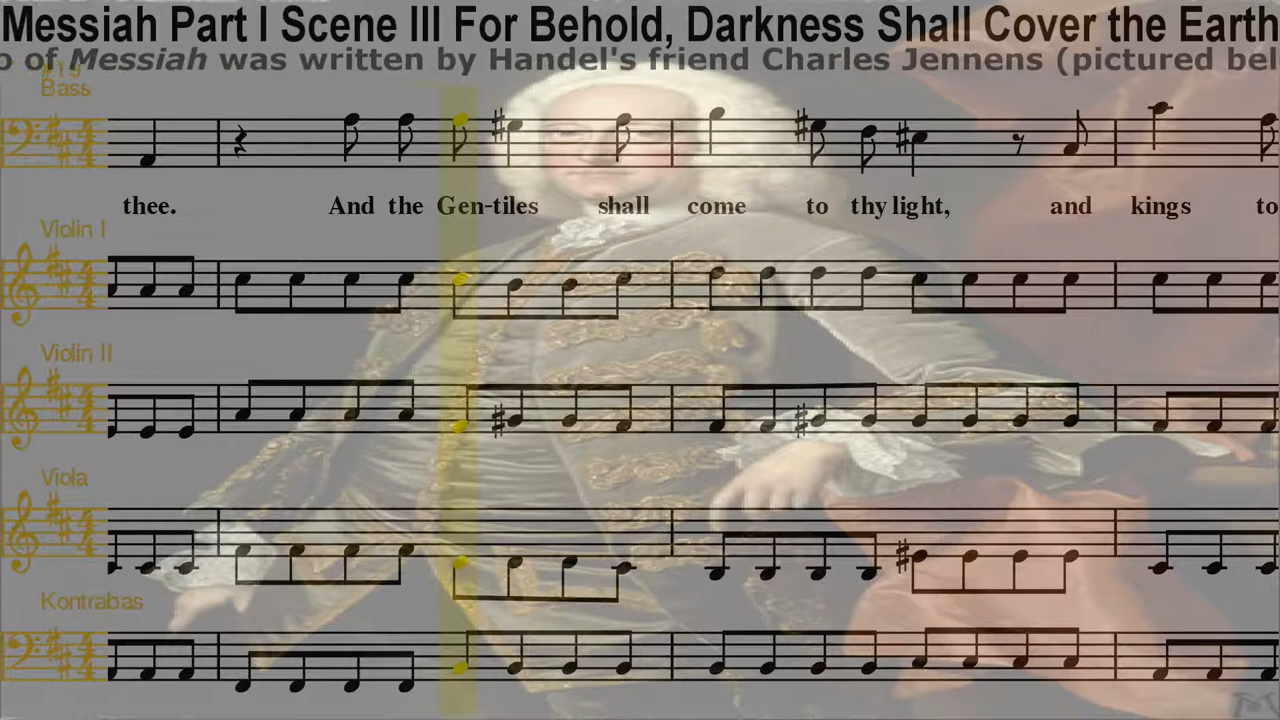 Messiah Part I Scene III For Behold, Darkness Shall Cover the Earth
o of Messiah was written by Handel's friend Charles Jennens (pictured bel
Bass
thee. And the Gen-tiles shall come to thy light, and kings to
Violin I
Violin II
Viola
Kontrabas